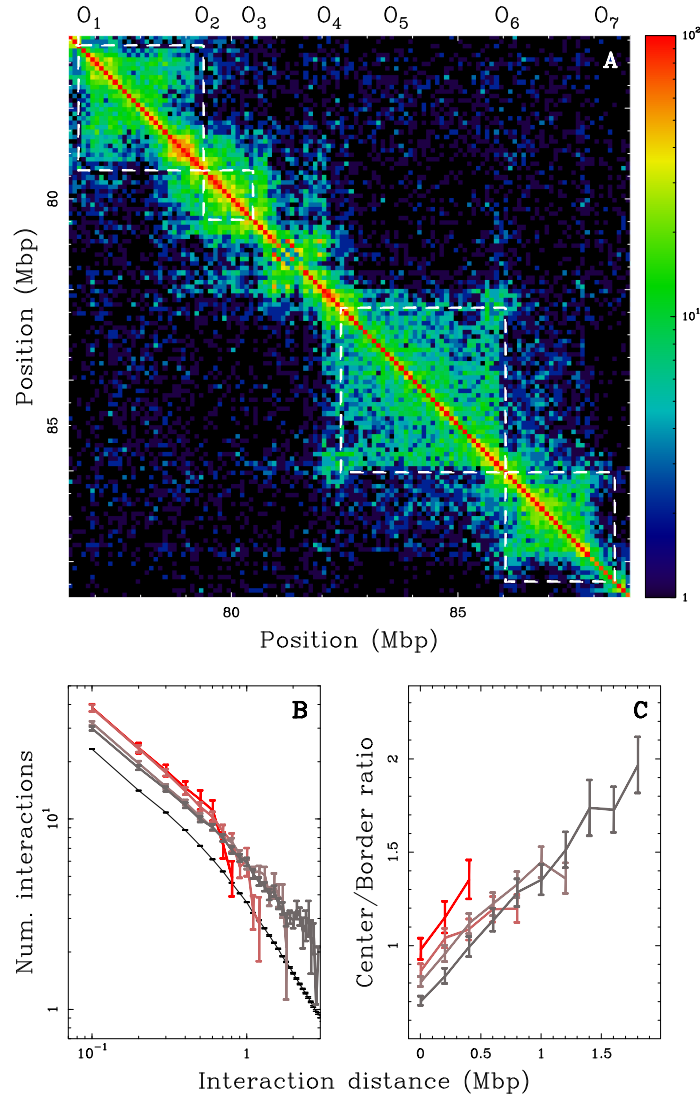 O₁ O₂ O₃ O₄ O₅ O₆ O₇
A
10²
10¹
1
80
85
Position (Mbp)
80 85
Position (Mbp)
B
C
Num. interactions
10¹
1
10⁻¹ 1
Center/Border ratio
2
1.5
1
0 0.5 1 1.5
Interaction distance (Mbp)